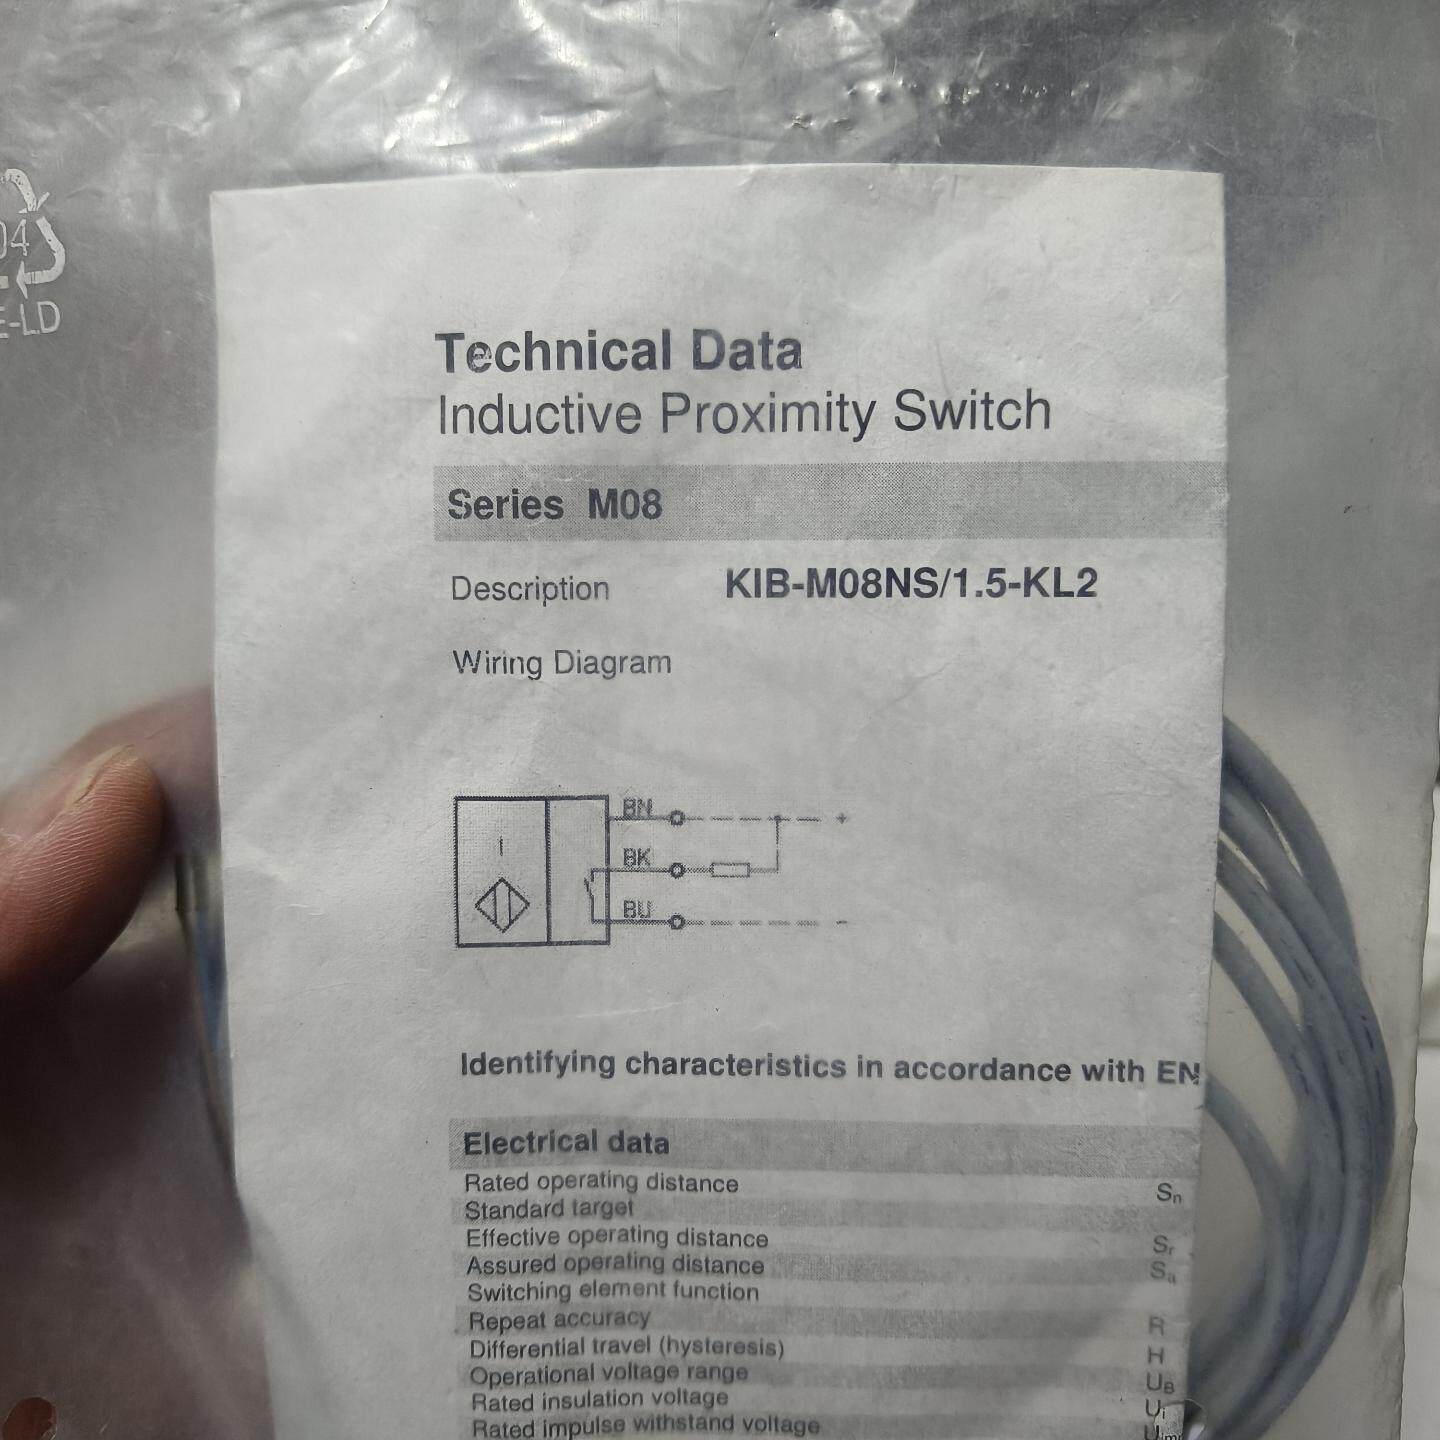 04
E-LD
Technical Data
Inductive Proximity Switch
Series M08
Description KIB-M08NS/1.5-KL2
Wiring Diagram
BN +
I
BK
BU -
Identifying characteristics in accordance with EN
Electrical data
Rated operating distance Sn
Standard target
Effective operating distance Sr
Assured operating distance Sa
Switching element function
Repeat accuracy R
Differential travel (hysteresis) H
Operational voltage range UB
Rated insulation voltage Ui
Rated impulse withstand voltage Uim